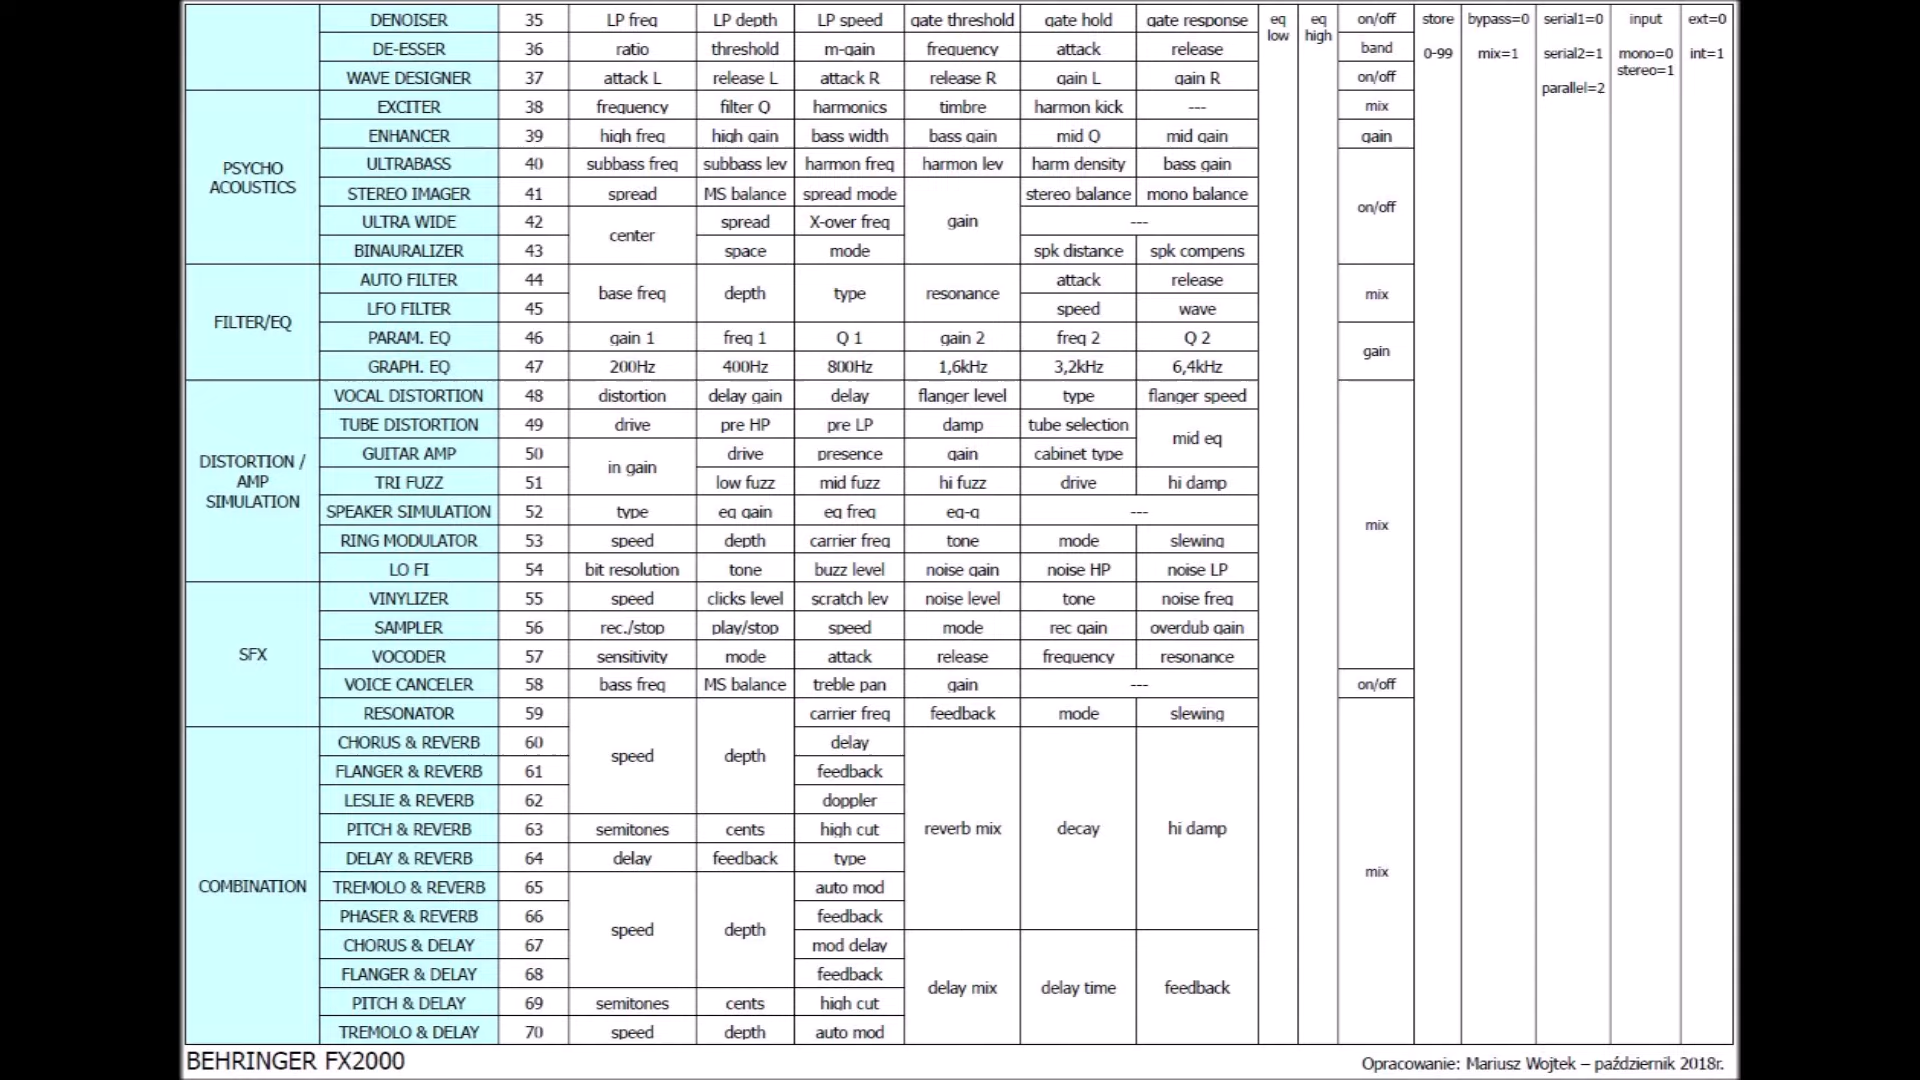 DENOISER 35 LP freq LP depth LP speed gate threshold gate hold gate response eq low eq high on/off store bypass=0 serial1=0 input ext=0
DE-ESSER 36 ratio threshold m-gain frequency attack release band 0-99 mix=1 serial2=1 mono=0 int=1
stereo=1
WAVE DESIGNER 37 attack L release L attack R release R gain L gain R on/off parallel=2
PSYCHO ACOUSTICS
EXCITER 38 frequency filter Q harmonics timbre harmon kick --- mix
ENHANCER 39 high freq high gain bass width bass gain mid Q mid gain gain
ULTRABASS 40 subbass freq subbass lev harmon freq harmon lev harm density bass gain
STEREO IMAGER 41 spread MS balance spread mode gain stereo balance mono balance on/off
ULTRA WIDE 42 center spread X-over freq ---
BINAURALIZER 43 space mode spk distance spk compens
FILTER/EQ
AUTO FILTER 44 base freq depth type resonance attack release mix
LFO FILTER 45 speed wave
PARAM. EQ 46 gain 1 freq 1 Q 1 gain 2 freq 2 Q 2 gain
GRAPH. EQ 47 200Hz 400Hz 800Hz 1,6kHz 3,2kHz 6,4kHz
DISTORTION / AMP SIMULATION
VOCAL DISTORTION 48 distortion delay gain delay flanger level type flanger speed mix
TUBE DISTORTION 49 drive pre HP pre LP damp tube selection mid eq
GUITAR AMP 50 in gain drive presence gain cabinet type
TRI FUZZ 51 low fuzz mid fuzz hi fuzz drive hi damp
SPEAKER SIMULATION 52 type eq gain eq freq eq-q ---
RING MODULATOR 53 speed depth carrier freq tone mode slewing
LO FI 54 bit resolution tone buzz level noise gain noise HP noise LP
SFX
VINYLIZER 55 speed clicks level scratch lev noise level tone noise freq
SAMPLER 56 rec./stop play/stop speed mode rec gain overdub gain
VOCODER 57 sensitivity mode attack release frequency resonance
VOICE CANCELER 58 bass freq MS balance treble pan gain --- on/off
RESONATOR 59 speed depth carrier freq feedback mode slewing mix
COMBINATION
CHORUS & REVERB 60 delay reverb mix decay hi damp
FLANGER & REVERB 61 feedback
LESLIE & REVERB 62 doppler
PITCH & REVERB 63 semitones cents high cut
DELAY & REVERB 64 delay feedback type
TREMOLO & REVERB 65 speed depth auto mod
PHASER & REVERB 66 feedback
CHORUS & DELAY 67 mod delay delay mix delay time feedback
FLANGER & DELAY 68 feedback
PITCH & DELAY 69 semitones cents high cut
TREMOLO & DELAY 70 speed depth auto mod
BEHRINGER FX2000
Opracowanie: Mariusz Wojtek – październik 2018r.